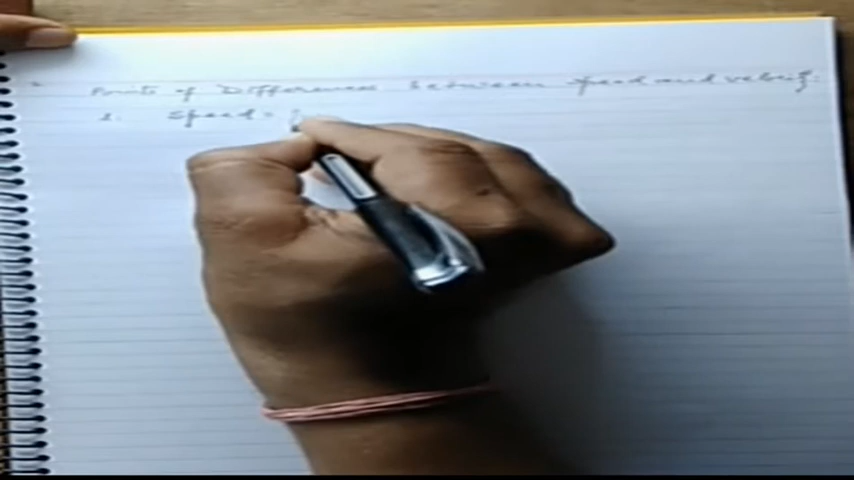 Points of Difference between speed and velocity:
1. Speed =